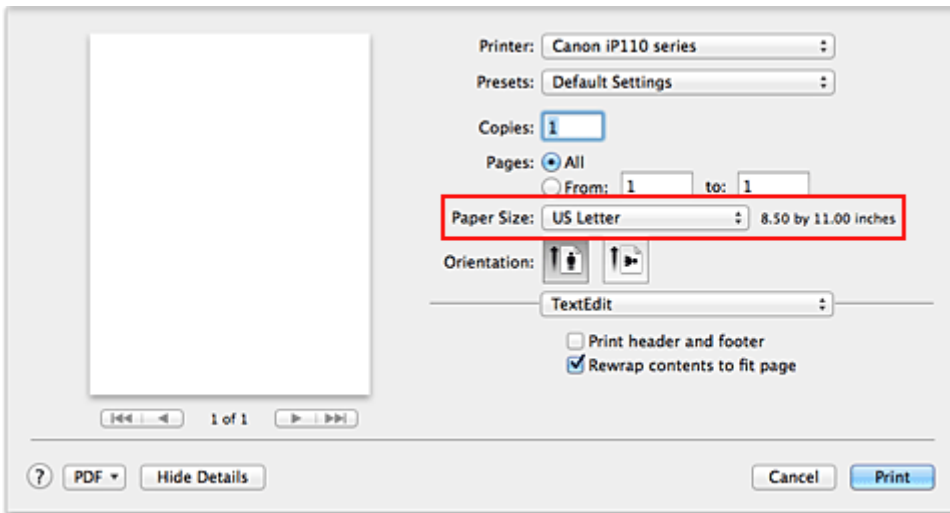 Printer: Canon iP110 series
Presets: Default Settings
Copies: 1
Pages: All
From: 1 to: 1
Paper Size: US Letter 8.50 by 11.00 inches
Orientation:
TextEdit
Print header and footer
Rewrap contents to fit page
1 of 1
? PDF Hide Details Cancel Print